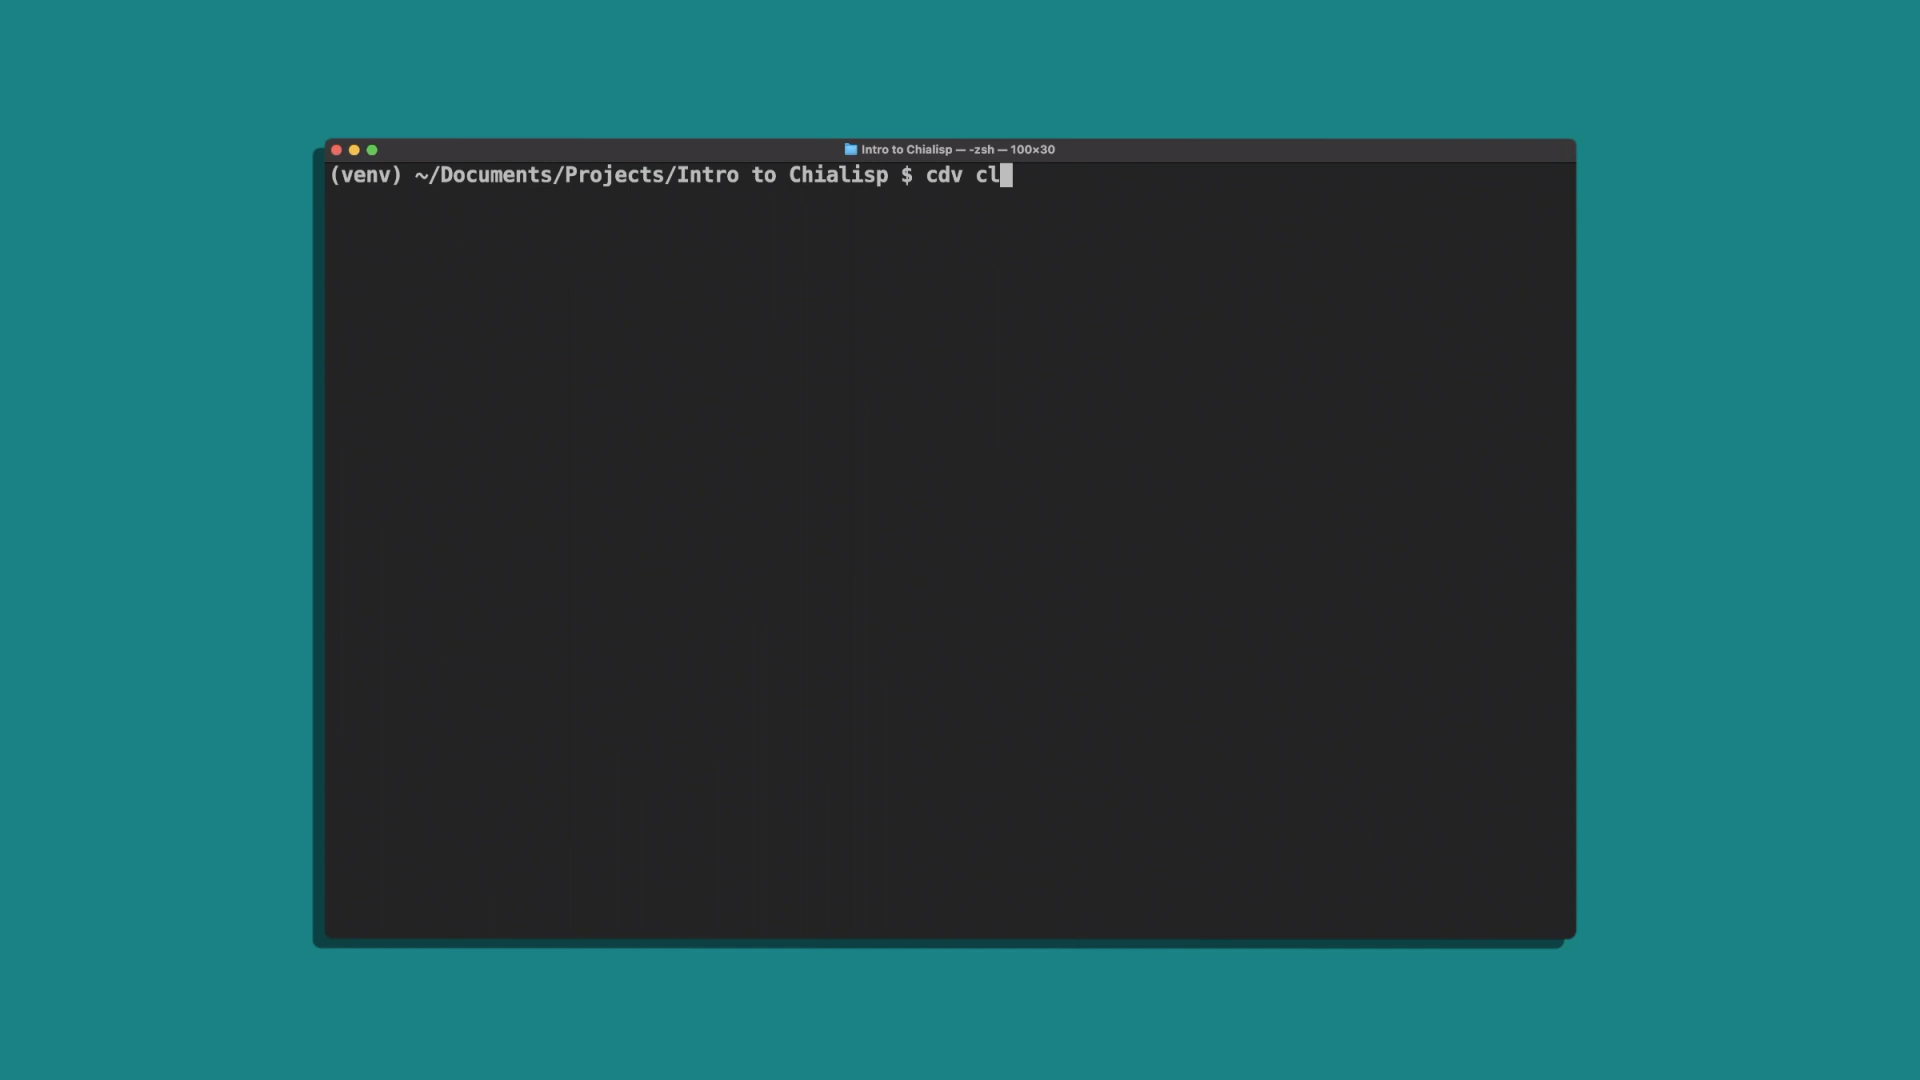 Intro to Chialisp — -zsh — 100×30
(venv) ~/Documents/Projects/Intro to Chialisp $ cdv cl